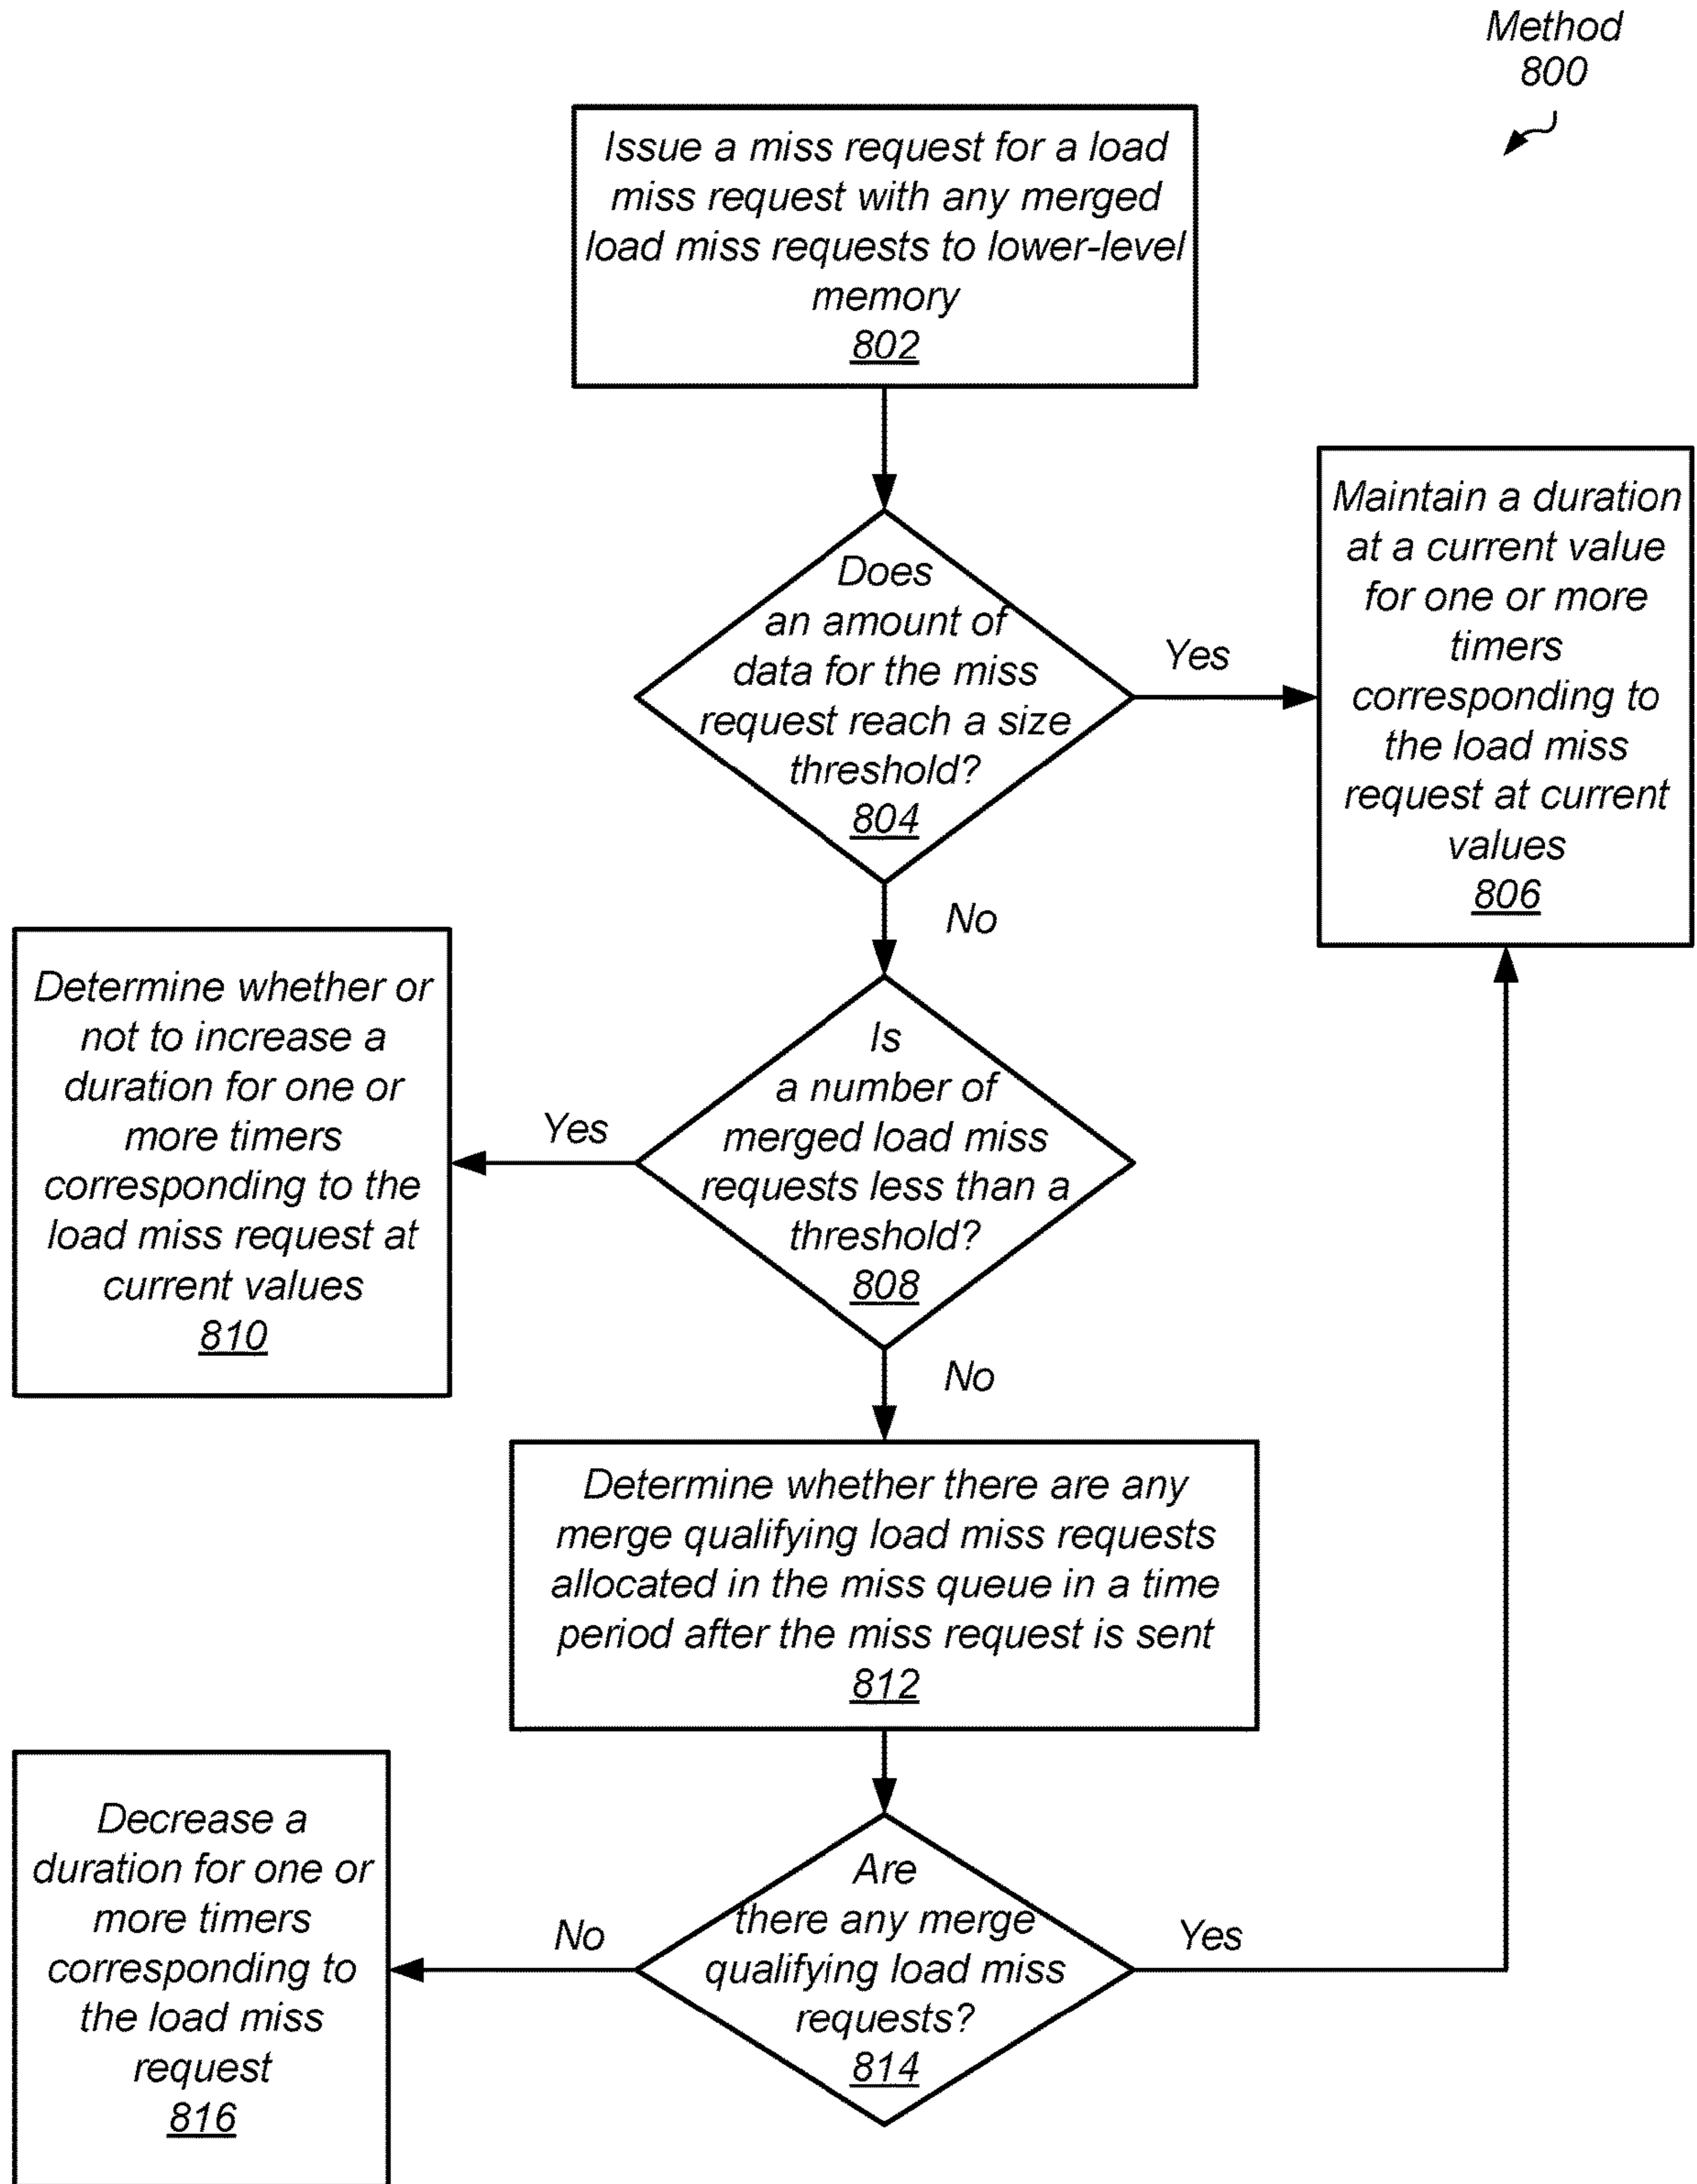 Method
800
Issue a miss request for a load
miss request with any merged
load miss requests to lower-level
memory
802
Does
an amount of
data for the miss
request reach a size
threshold?
804
Yes
Maintain a duration
at a current value
for one or more
timers
corresponding to
the load miss
request at current
values
806
No
Is
a number of
merged load miss
requests less than a
threshold?
808
Yes
Determine whether or
not to increase a
duration for one or
more timers
corresponding to the
load miss request at
current values
810
No
Determine whether there are any
merge qualifying load miss requests
allocated in the miss queue in a time
period after the miss request is sent
812
Are
there any merge
qualifying load miss
requests?
814
No
Yes
Decrease a
duration for one or
more timers
corresponding to
the load miss
request
816